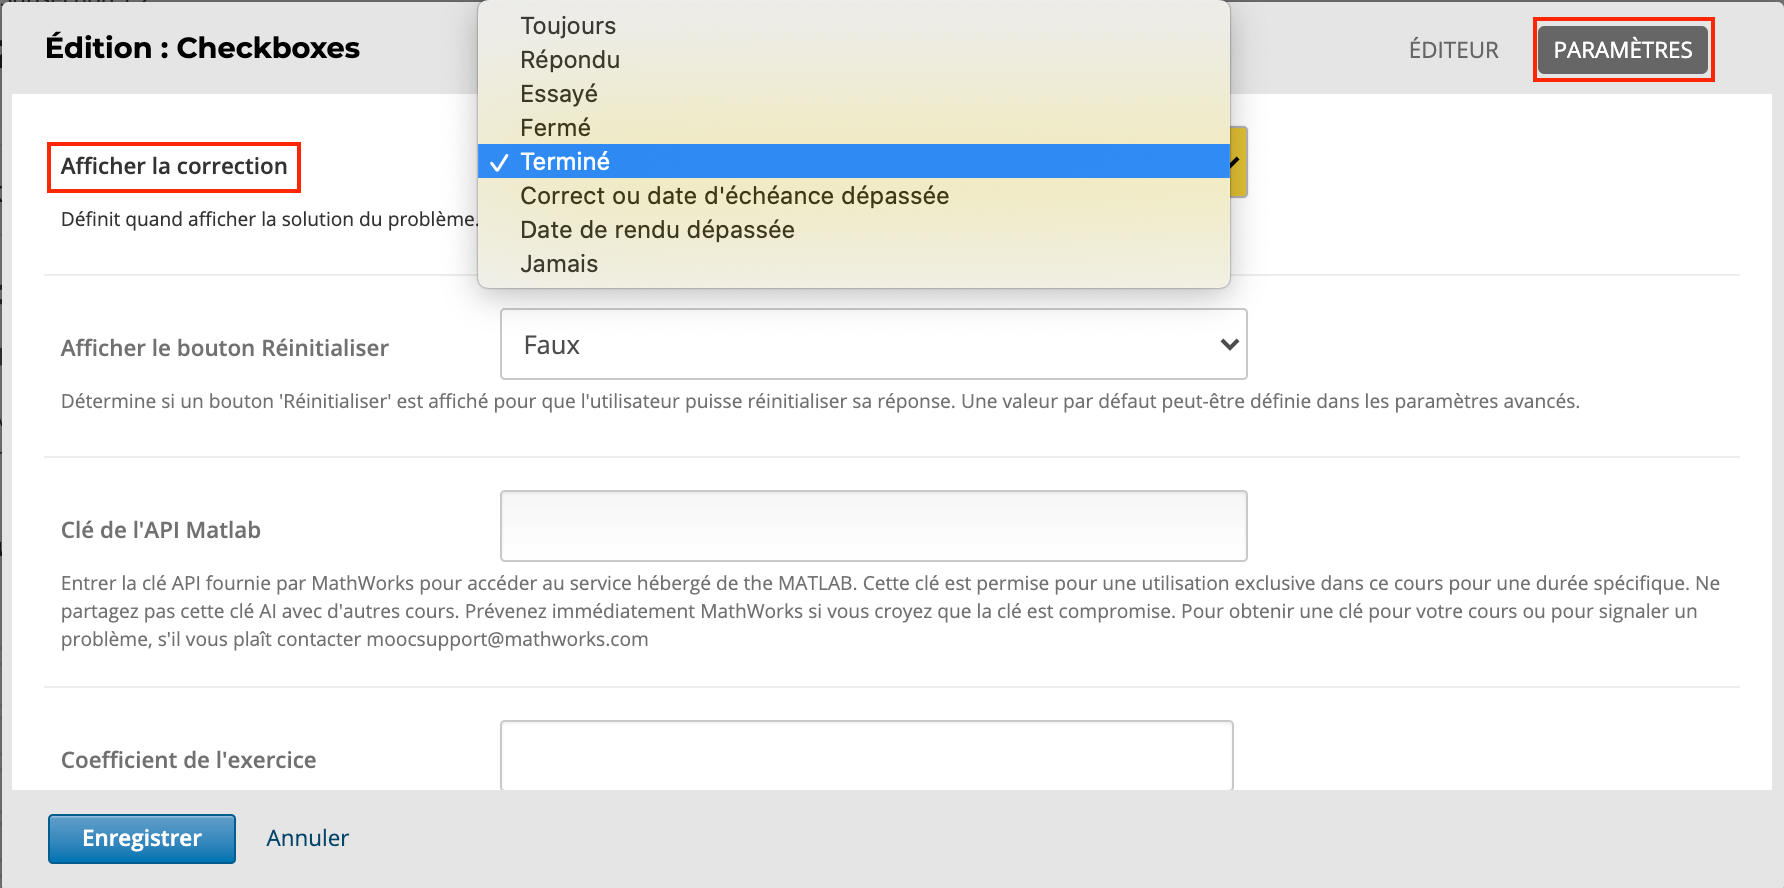 Édition : Checkboxes
ÉDITEUR
PARAMÈTRES
Toujours
Répondu
Essayé
Fermé
✓ Terminé
Correct ou date d'échéance dépassée
Date de rendu dépassée
Jamais
Afficher la correction
Définit quand afficher la solution du problème.
Afficher le bouton Réinitialiser
Faux
Détermine si un bouton 'Réinitialiser' est affiché pour que l'utilisateur puisse réinitialiser sa réponse. Une valeur par défaut peut-être définie dans les paramètres avancés.
Clé de l'API Matlab
Entrer la clé API fournie par MathWorks pour accéder au service hébergé de the MATLAB. Cette clé est permise pour une utilisation exclusive dans ce cours pour une durée spécifique. Ne
partagez pas cette clé AI avec d'autres cours. Prévenez immédiatement MathWorks si vous croyez que la clé est compromise. Pour obtenir une clé pour votre cours ou pour signaler un
problème, s'il vous plaît contacter moocsupport@mathworks.com
Coefficient de l'exercice
Enregistrer
Annuler